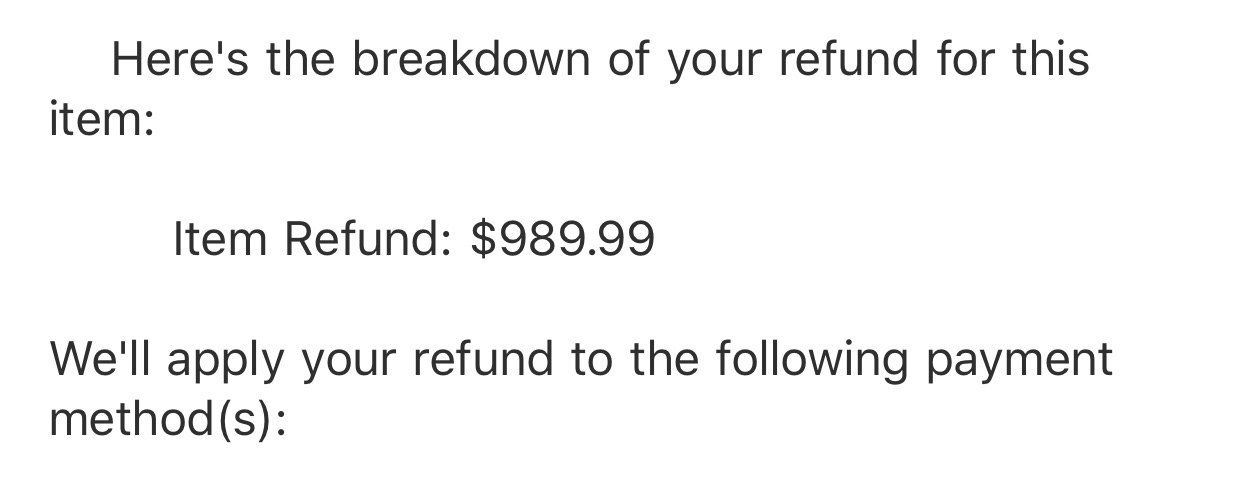 Here's the breakdown of your refund for this
item:
Item Refund: $989.99
We'll apply your refund to the following payment
method(s):